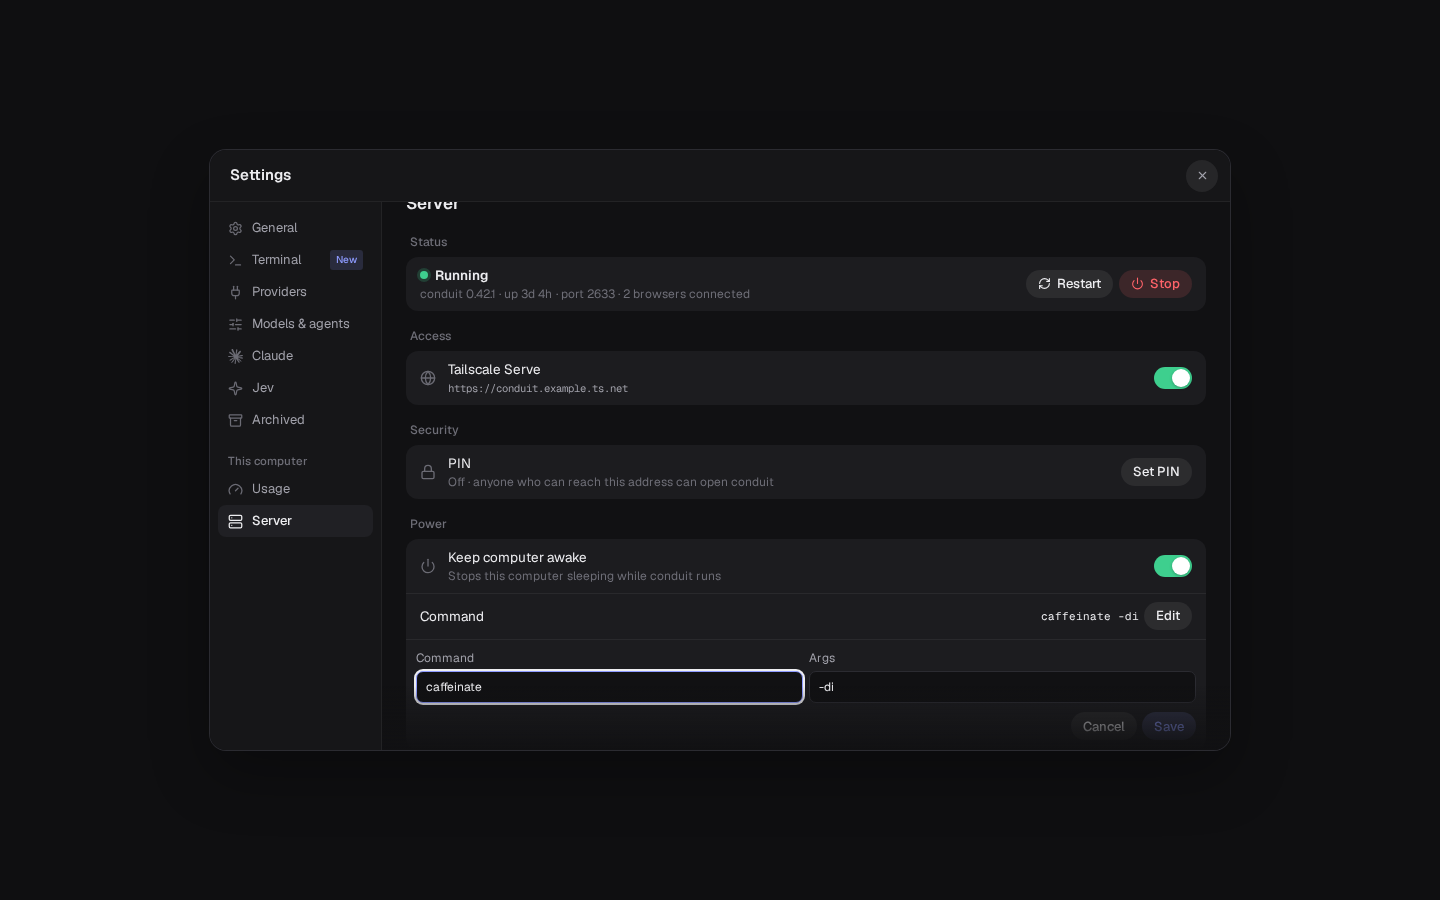 Settings
General
Terminal
New
Providers
Models & agents
Claude
Jev
Archived
This computer
Usage
Server
Server
Status
Running
conduit 0.42.1 · up 3d 4h · port 2633 · 2 browsers connected
Restart
Stop
Access
Tailscale Serve
https://conduit.example.ts.net
Security
PIN
Off · anyone who can reach this address can open conduit
Set PIN
Power
Keep computer awake
Stops this computer sleeping while conduit runs
Command
caffeinate -di
Edit
Command
Args
caffeinate
-di
Cancel
Save